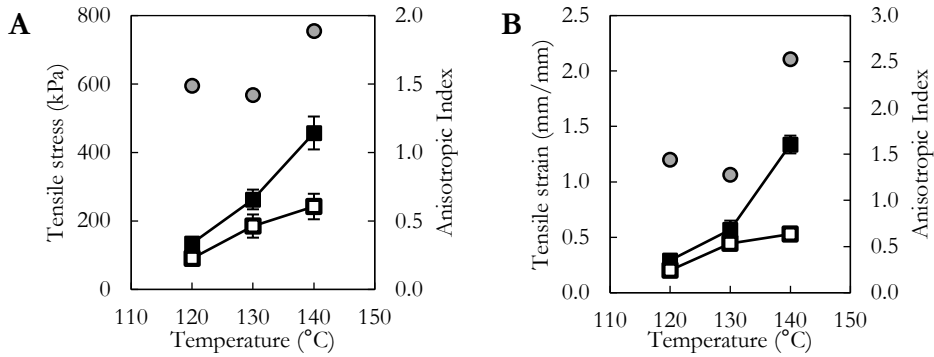 A
Tensile stress (kPa)
800
600
400
200
0
2.0
1.5
1.0
0.5
0.0
Anisotropic Index
110 120 130 140 150
Temperature (°C)
B
Tensile strain (mm/mm)
2.5
2.0
1.5
1.0
0.5
0.0
3.0
2.5
2.0
1.5
1.0
0.5
0.0
Anisotropic Index
110 120 130 140 150
Temperature (°C)